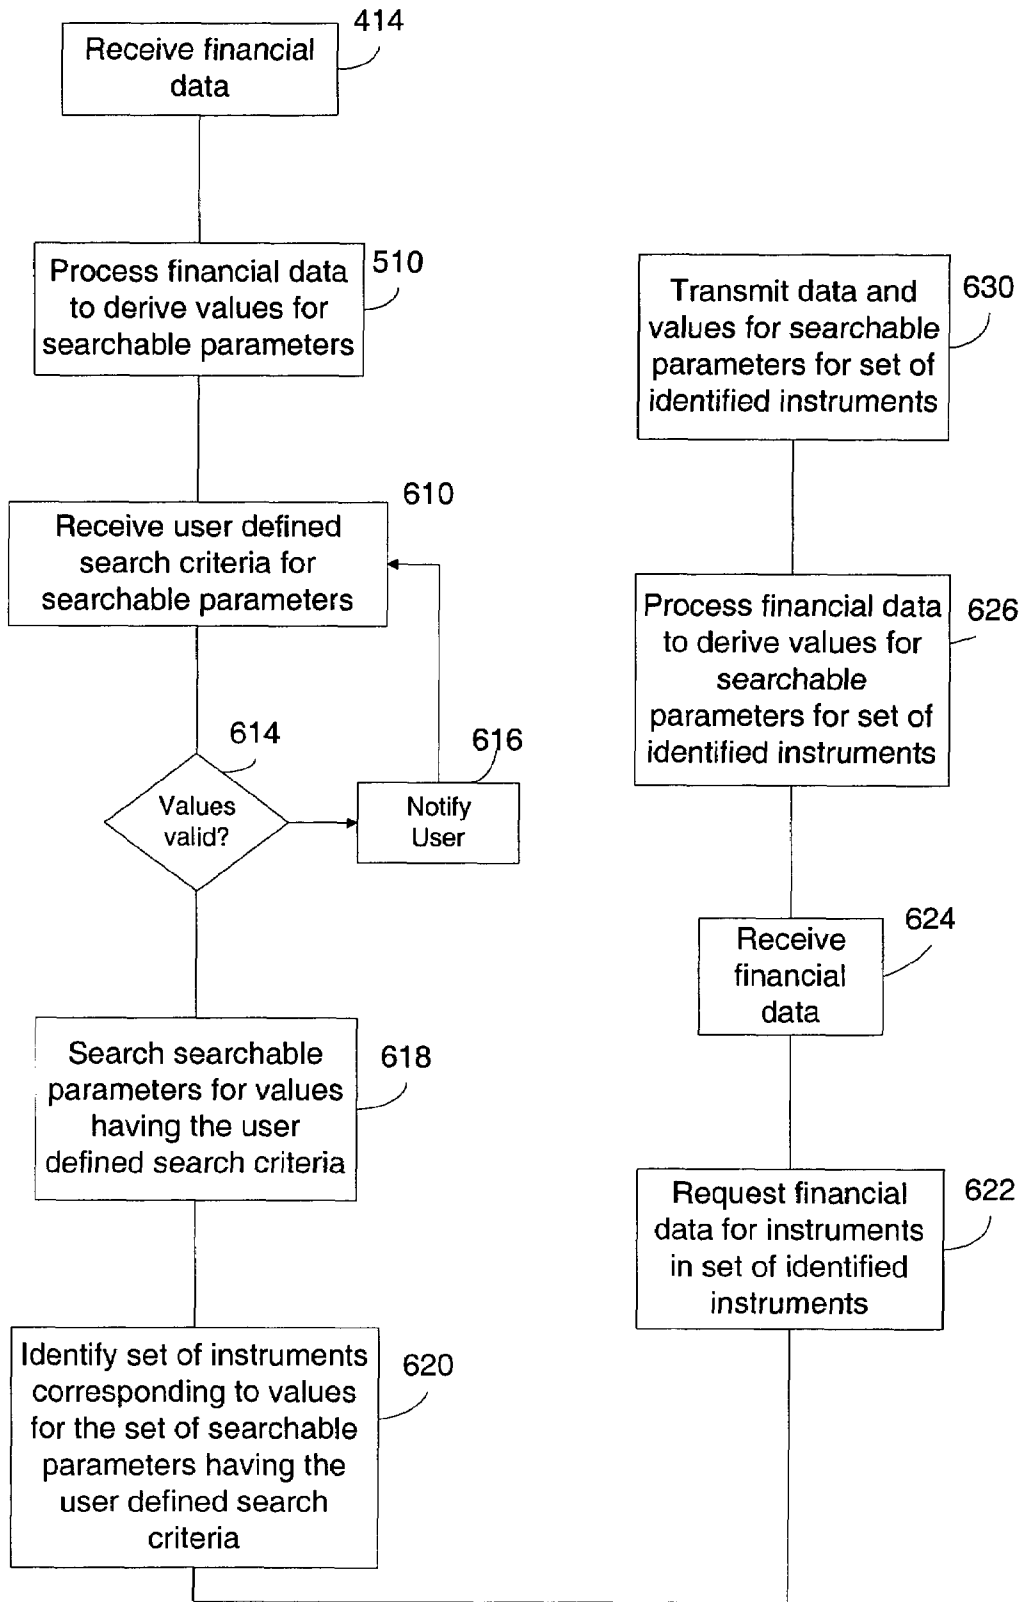 414
Receive financial
data
510
Process financial data
to derive values for
searchable parameters
610
Receive user defined
search criteria for
searchable parameters
614
Values
valid?
616
Notify
User
618
Search searchable
parameters for values
having the user
defined search criteria
620
Identify set of instruments
corresponding to values
for the set of searchable
parameters having the
user defined search
criteria
630
Transmit data and
values for searchable
parameters for set of
identified instruments
626
Process financial data
to derive values for
searchable
parameters for set of
identified instruments
624
Receive
financial
data
622
Request financial
data for instruments
in set of identified
instruments